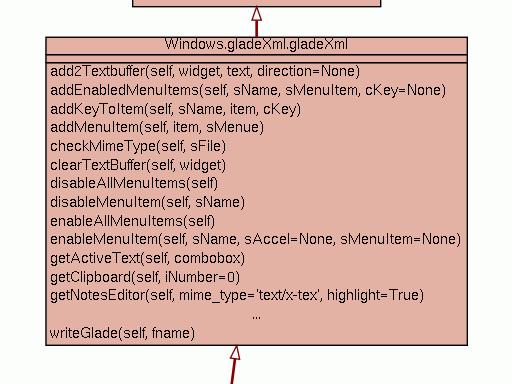 Windows.gladeXml.gladeXml
add2Textbuffer(self, widget, text, direction=None)
addEnabledMenuItems(self, sName, sMenuItem, cKey=None)
addKeyToItem(self, sName, item, cKey)
addMenuItem(self, item, sMenue)
checkMimeType(self, sFile)
clearTextBuffer(self, widget)
disableAllMenuItems(self)
disableMenuItem(self, sName)
enableAllMenuItems(self)
enableMenuItem(self, sName, sAccel=None, sMenuItem=None)
getActiveText(self, combobox)
getClipboard(self, iNumber=0)
getNotesEditor(self, mime_type='text/x-tex', highlight=True)
...
writeGlade(self, fname)